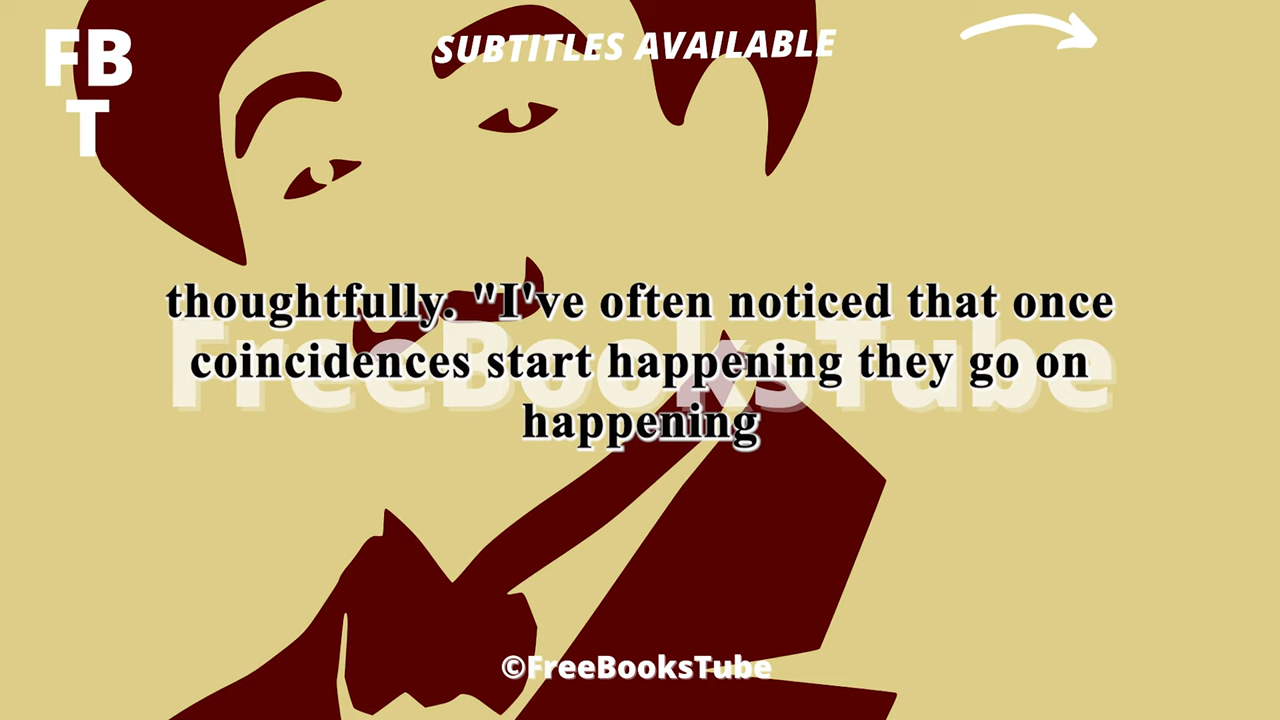 FB
T
SUBTITLES AVAILABLE
thoughtfully. "I've often noticed that once
coincidences start happening they go on
happening
FreeBooksTube
©FreeBooksTube